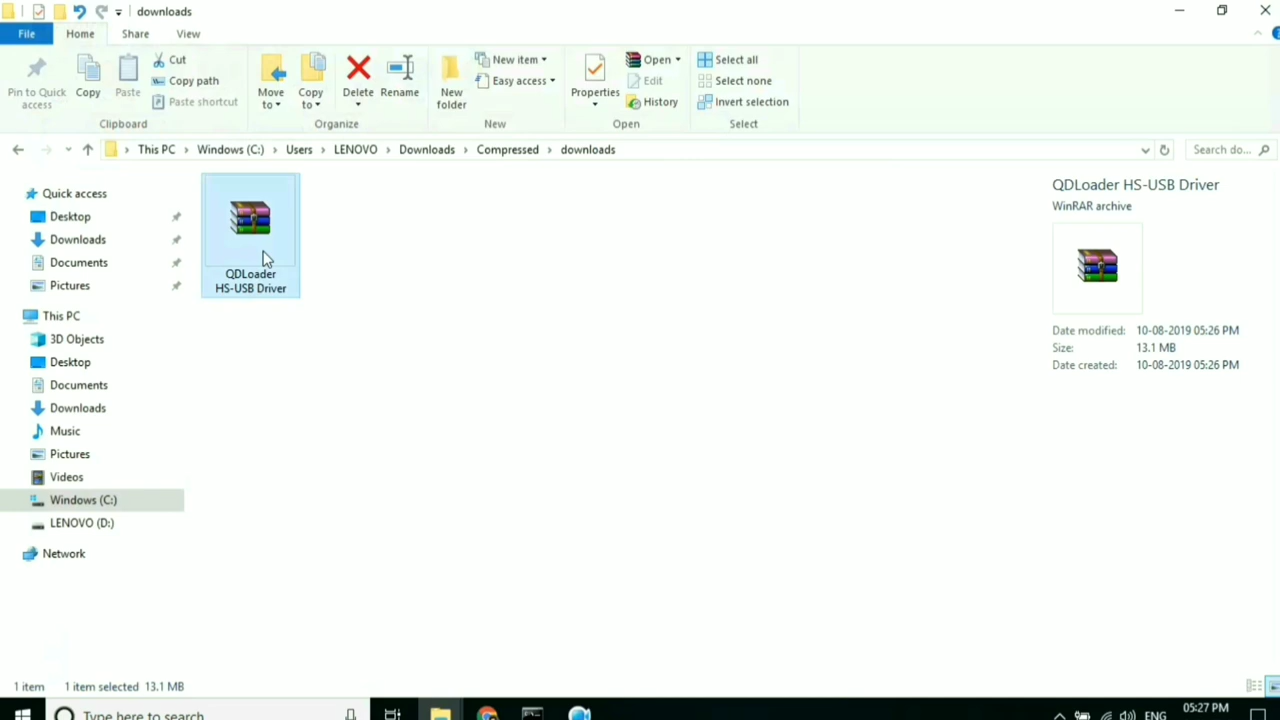 downloads
File Home Share View
Pin to Quick access
Copy
Paste
Cut
Copy path
Paste shortcut
Clipboard
Move to
Copy to
Delete
Rename
Organize
New folder
New item
Easy access
New
Properties
Open
Edit
History
Open
Select all
Select none
Invert selection
Select
This PC › Windows (C:) › Users › LENOVO › Downloads › Compressed › downloads
Search do...
Quick access
Desktop
Downloads
Documents
Pictures
This PC
3D Objects
Desktop
Documents
Downloads
Music
Pictures
Videos
Windows (C:)
LENOVO (D:)
Network
QDLoader
HS-USB Driver
QDLoader HS-USB Driver
WinRAR archive
Date modified: 10-08-2019 05:26 PM
Size: 13.1 MB
Date created: 10-08-2019 05:26 PM
1 item 1 item selected 13.1 MB
Type here to search
ENG
05:27 PM